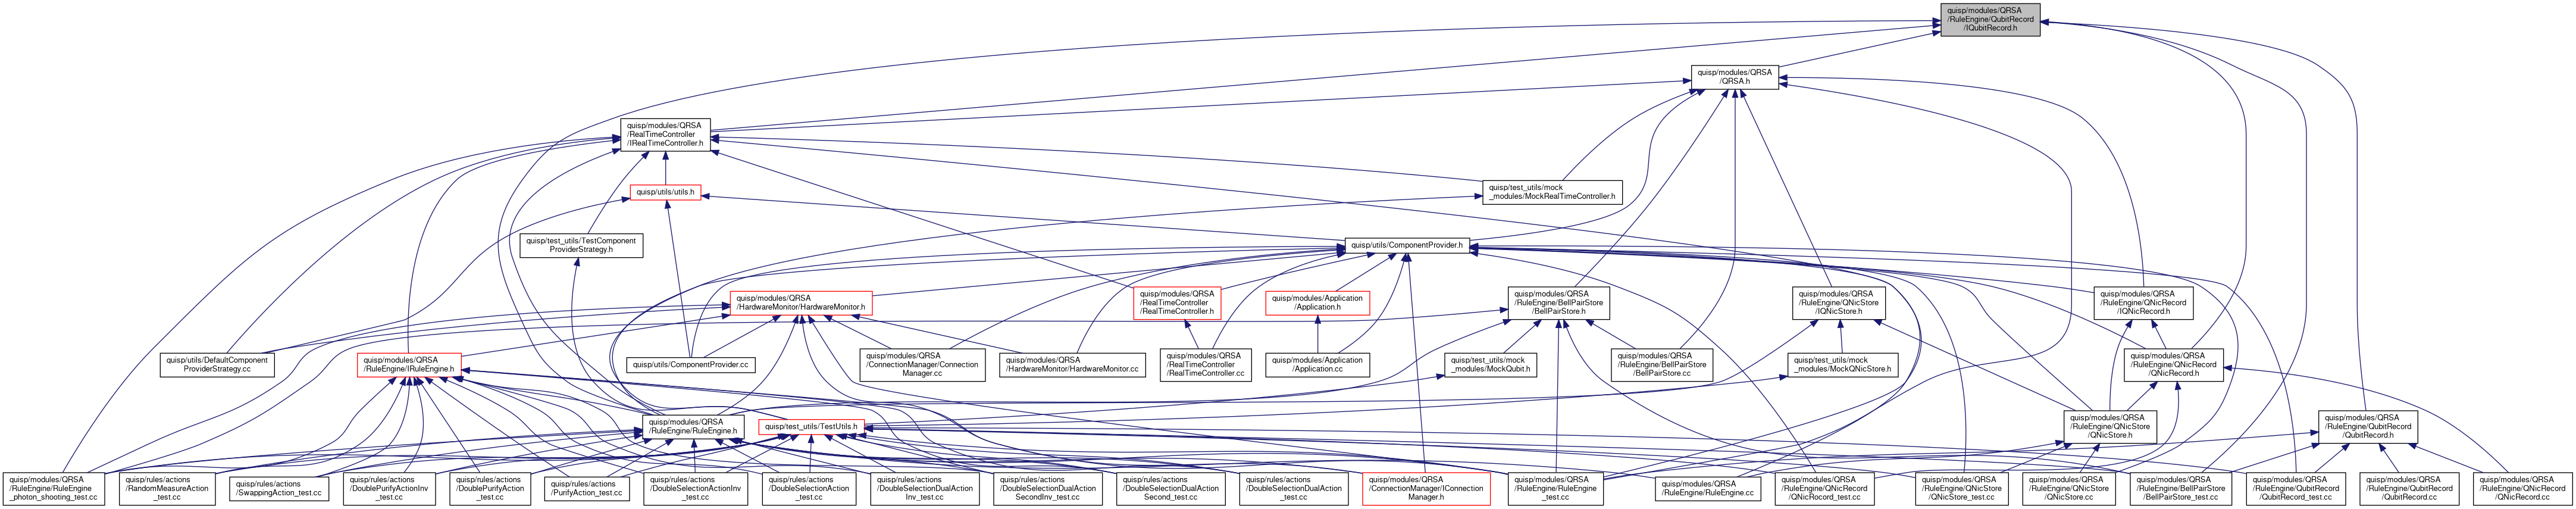 quisp/modules/QRSA
/RuleEngine/QubitRecord
/IQubitRecord.h
quisp/modules/QRSA
/QRSA.h
quisp/modules/QRSA
/RealTimeController
/IRealTimeController.h
quisp/utils/utils.h
quisp/test_utils/mock
_modules/MockRealTimeController.h
quisp/test_utils/TestComponent
ProviderStrategy.h
quisp/utils/ComponentProvider.h
quisp/modules/QRSA
/HardwareMonitor/HardwareMonitor.h
quisp/modules/QRSA
/RealTimeController
/RealTimeController.h
quisp/modules/Application
/Application.h
quisp/modules/QRSA
/RuleEngine/BellPairStore
/BellPairStore.h
quisp/modules/QRSA
/RuleEngine/QNicStore
/IQNicStore.h
quisp/modules/QRSA
/RuleEngine/QNicRecord
/IQNicRecord.h
quisp/utils/DefaultComponent
ProviderStrategy.cc
quisp/modules/QRSA
/RuleEngine/IRuleEngine.h
quisp/utils/ComponentProvider.cc
quisp/modules/QRSA
/ConnectionManager/Connection
Manager.cc
quisp/modules/QRSA
/HardwareMonitor/HardwareMonitor.cc
quisp/modules/QRSA
/RealTimeController
/RealTimeController.cc
quisp/modules/Application
/Application.cc
quisp/test_utils/mock
_modules/MockQubit.h
quisp/modules/QRSA
/RuleEngine/BellPairStore
/BellPairStore.cc
quisp/test_utils/mock
_modules/MockQNicStore.h
quisp/modules/QRSA
/RuleEngine/QNicRecord
/QNicRecord.h
quisp/modules/QRSA
/RuleEngine/RuleEngine.h
quisp/test_utils/TestUtils.h
quisp/modules/QRSA
/RuleEngine/QNicStore
/QNicStore.h
quisp/modules/QRSA
/RuleEngine/QubitRecord
/QubitRecord.h
quisp/modules/QRSA
/RuleEngine/RuleEngine
_photon_shooting_test.cc
quisp/rules/actions
/RandomMeasureAction
_test.cc
quisp/rules/actions
/SwappingAction_test.cc
quisp/rules/actions
/DoublePurifyActionInv
_test.cc
quisp/rules/actions
/DoublePurifyAction
_test.cc
quisp/rules/actions
/PurifyAction_test.cc
quisp/rules/actions
/DoubleSelectionActionInv
_test.cc
quisp/rules/actions
/DoubleSelectionAction
_test.cc
quisp/rules/actions
/DoubleSelectionDualAction
Inv_test.cc
quisp/rules/actions
/DoubleSelectionDualAction
SecondInv_test.cc
quisp/rules/actions
/DoubleSelectionDualAction
Second_test.cc
quisp/rules/actions
/DoubleSelectionDualAction
_test.cc
quisp/modules/QRSA
/ConnectionManager/IConnection
Manager.h
quisp/modules/QRSA
/RuleEngine/RuleEngine
_test.cc
quisp/modules/QRSA
/RuleEngine/RuleEngine.cc
quisp/modules/QRSA
/RuleEngine/QNicRecord
/QNicRecord_test.cc
quisp/modules/QRSA
/RuleEngine/QNicStore
/QNicStore_test.cc
quisp/modules/QRSA
/RuleEngine/QNicStore
/QNicStore.cc
quisp/modules/QRSA
/RuleEngine/BellPairStore
/BellPairStore_test.cc
quisp/modules/QRSA
/RuleEngine/QubitRecord
/QubitRecord_test.cc
quisp/modules/QRSA
/RuleEngine/QubitRecord
/QubitRecord.cc
quisp/modules/QRSA
/RuleEngine/QNicRecord
/QNicRecord.cc